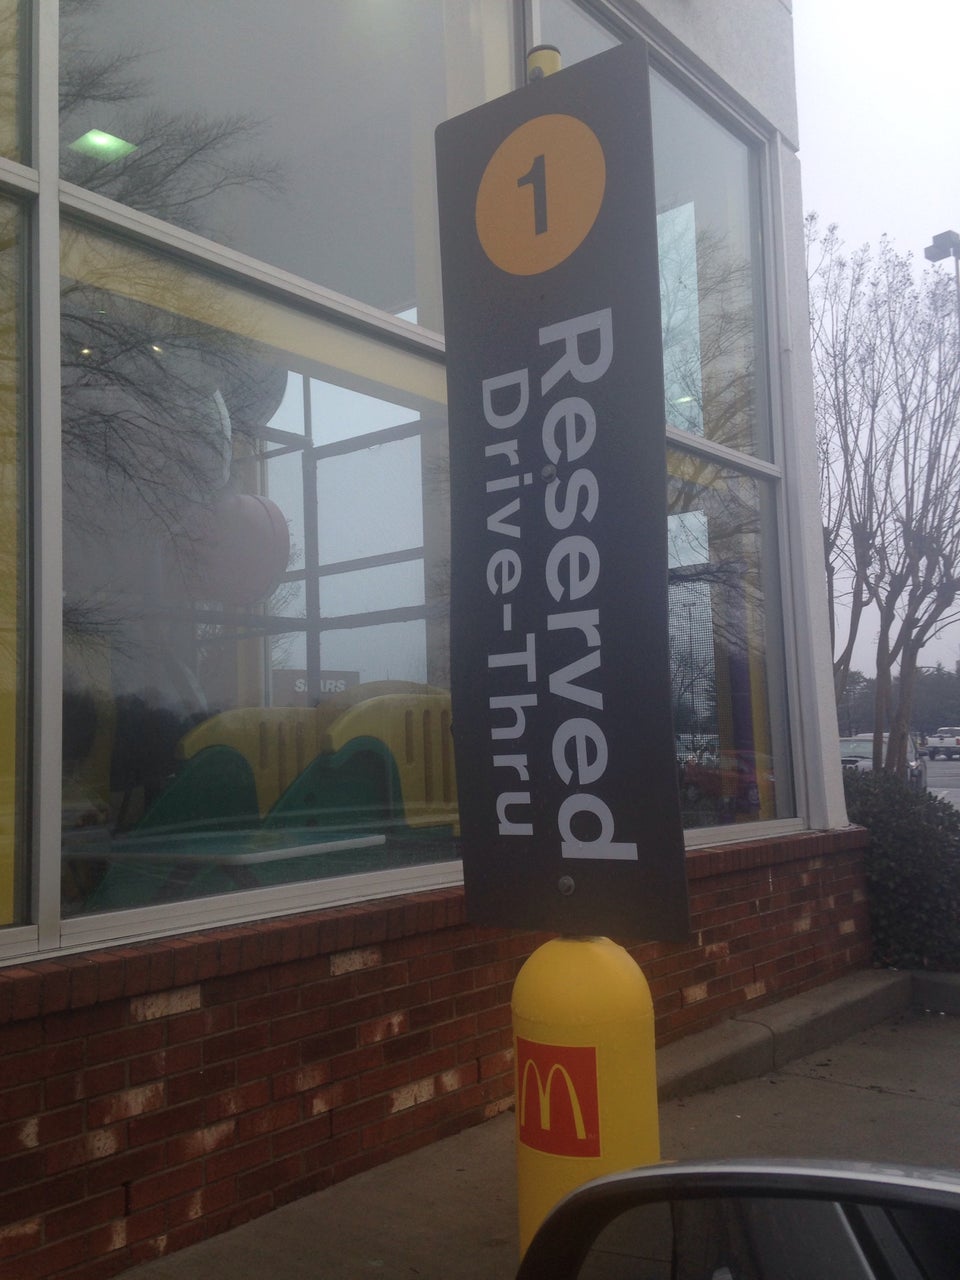 1
Reserved
Drive-Thru
SEARS
M